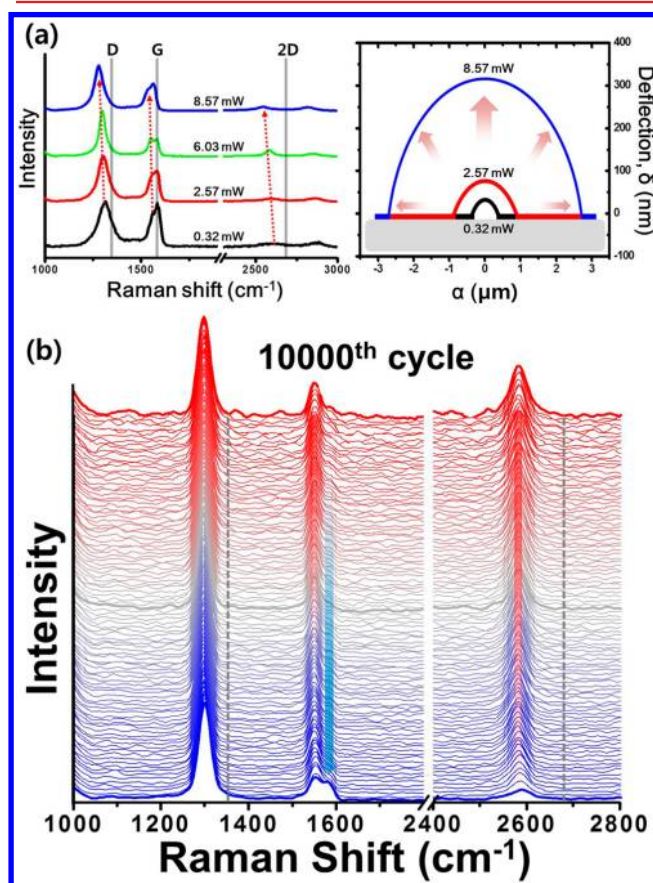 (a)
D G 2D
Intensity
8.57 mW
6.03 mW
2.57 mW
0.32 mW
1000 1500 2500 3000
Raman shift (cm⁻¹)
8.57 mW
2.57 mW
0.32 mW
400
300
200
100
0
-100
Deflection, δ (nm)
-3 -2 -1 0 1 2 3
α (μm)
(b)
10000th cycle
Intensity
1000 1200 1400 1600 2400 2600 2800
Raman Shift (cm⁻¹)